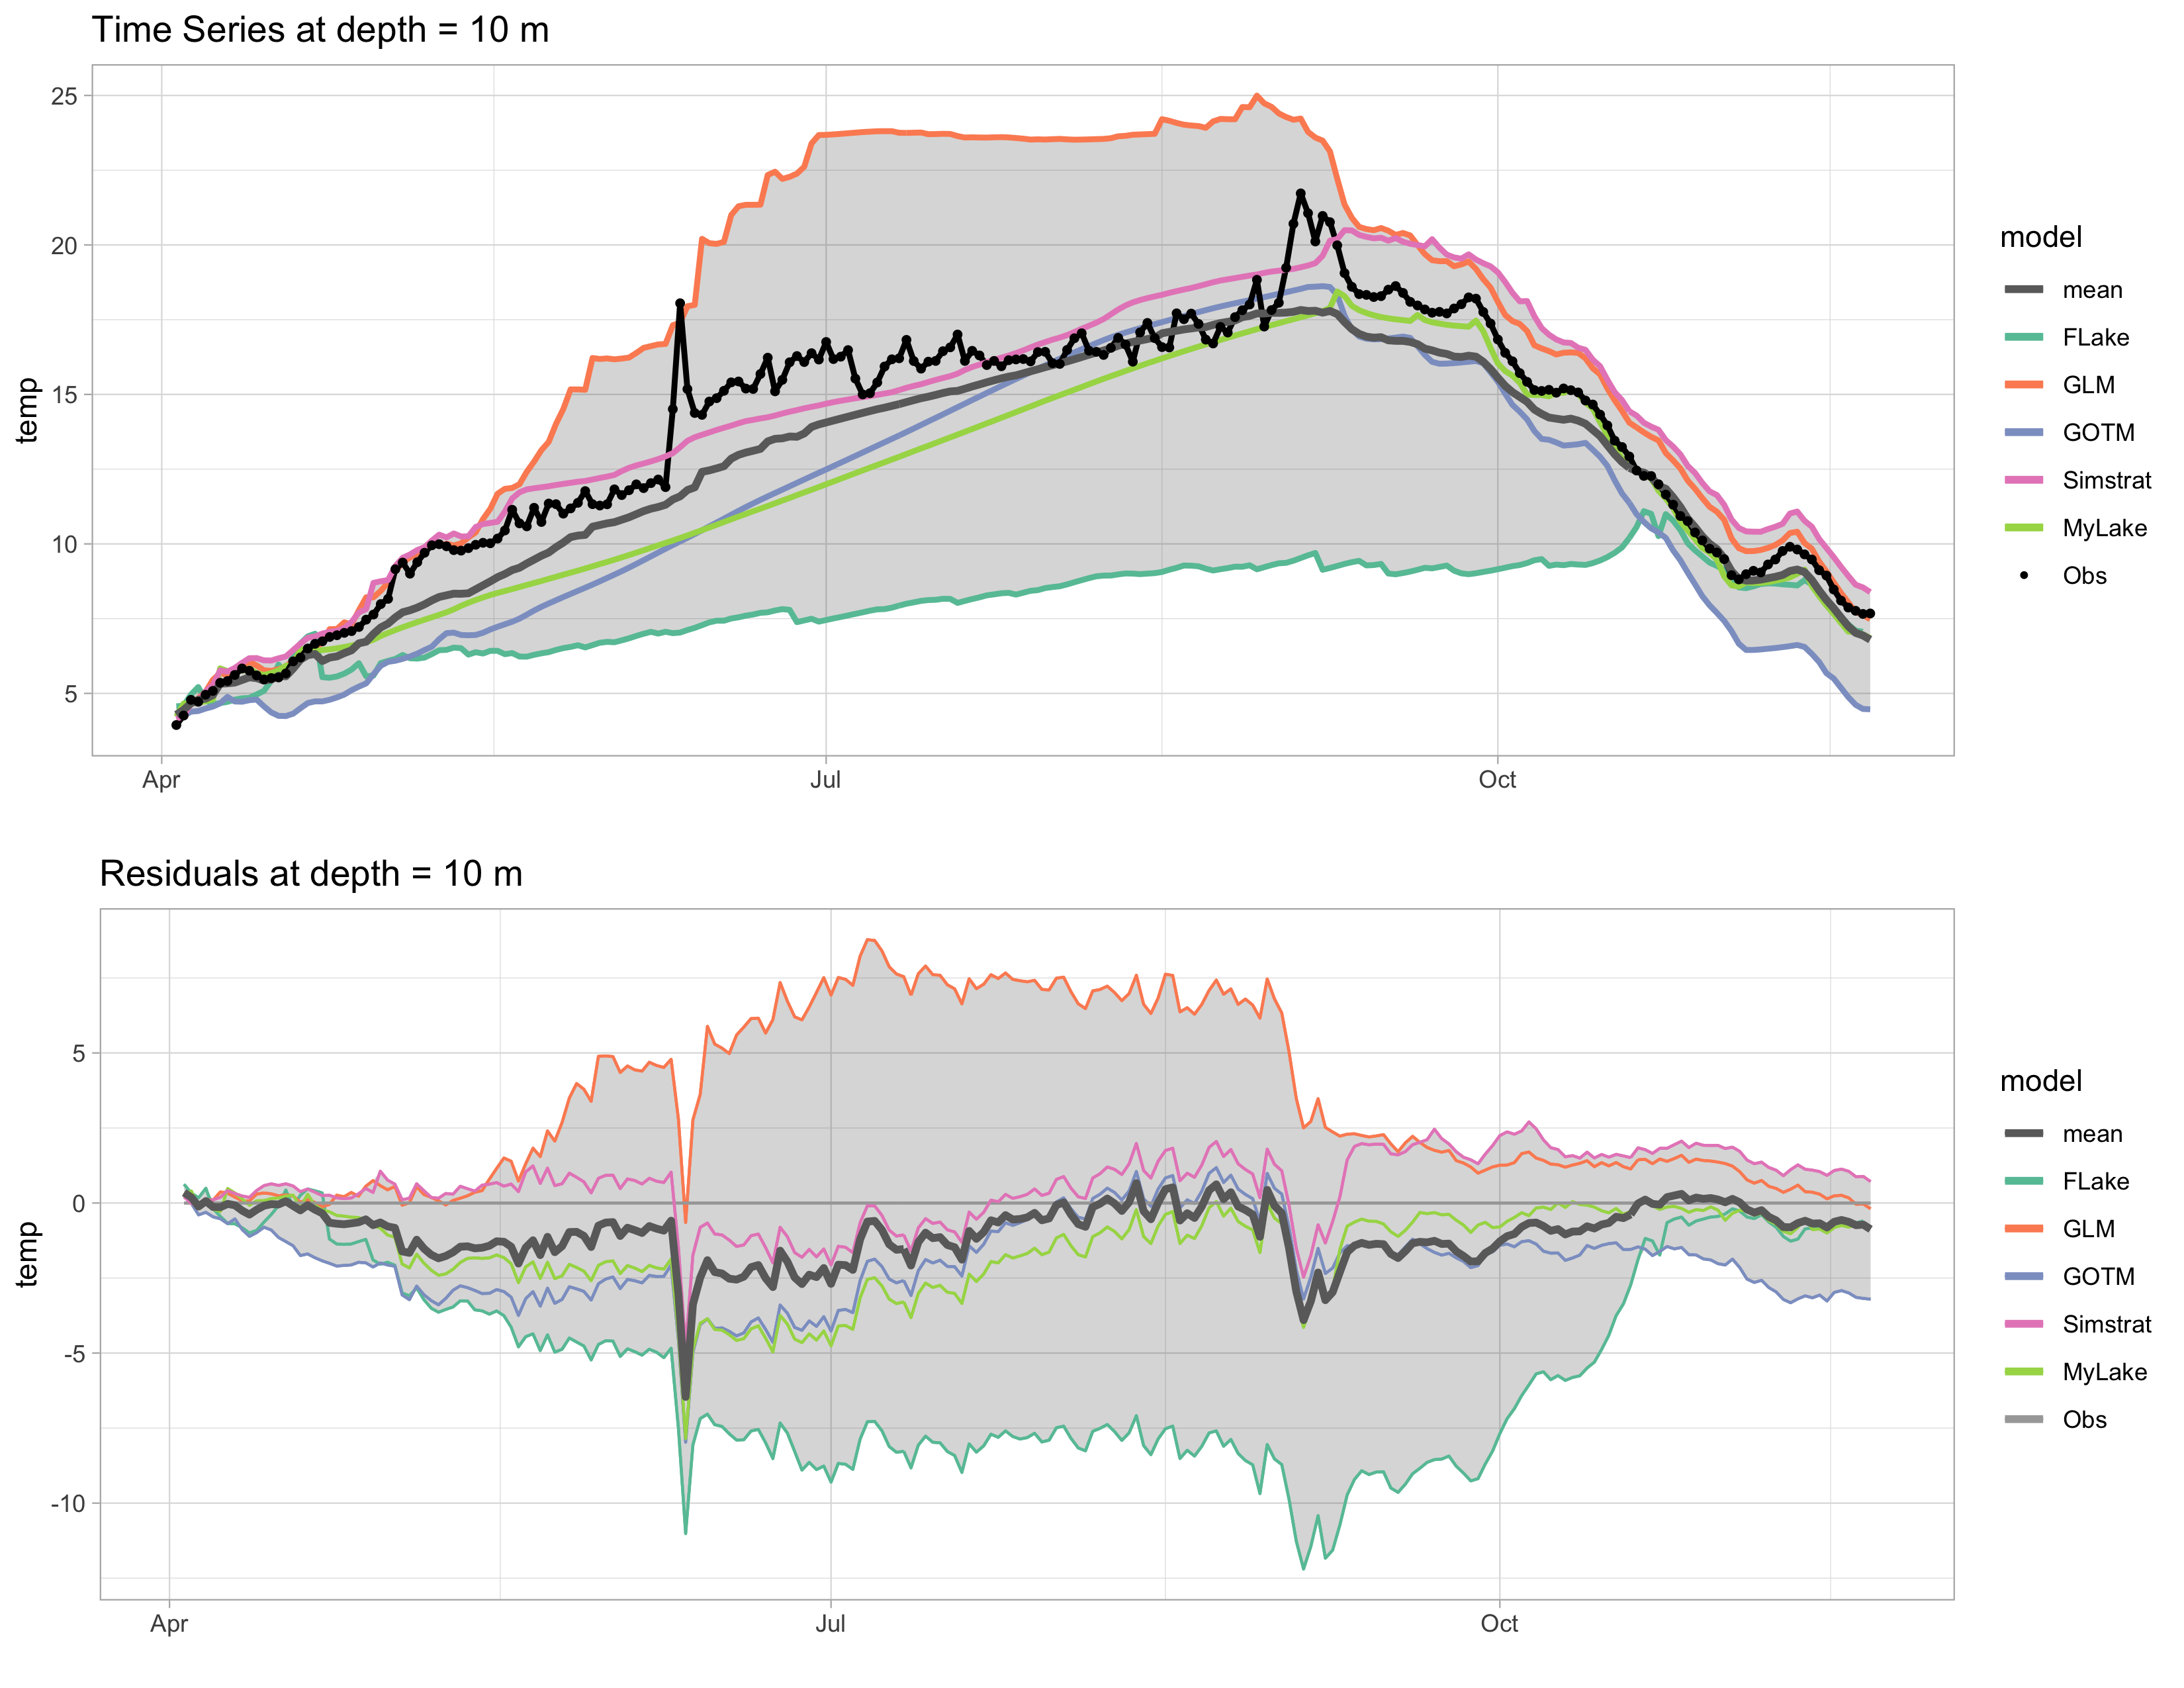 Time Series at depth = 10 m
temp
25
20
15
10
5
Apr
Jul
Oct
model
mean
FLake
GLM
GOTM
Simstrat
MyLake
Obs
Residuals at depth = 10 m
temp
5
0
-5
-10
Apr
Jul
Oct
model
mean
FLake
GLM
GOTM
Simstrat
MyLake
Obs